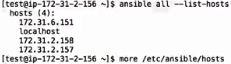 [test@ip-172-31-2-156 ~]$ ansible all --list-hosts
  hosts (4):
    172.31.6.151
    localhost
    172.31.2.158
    172.31.2.157
[test@ip-172-31-2-156 ~]$ more /etc/ansible/hosts